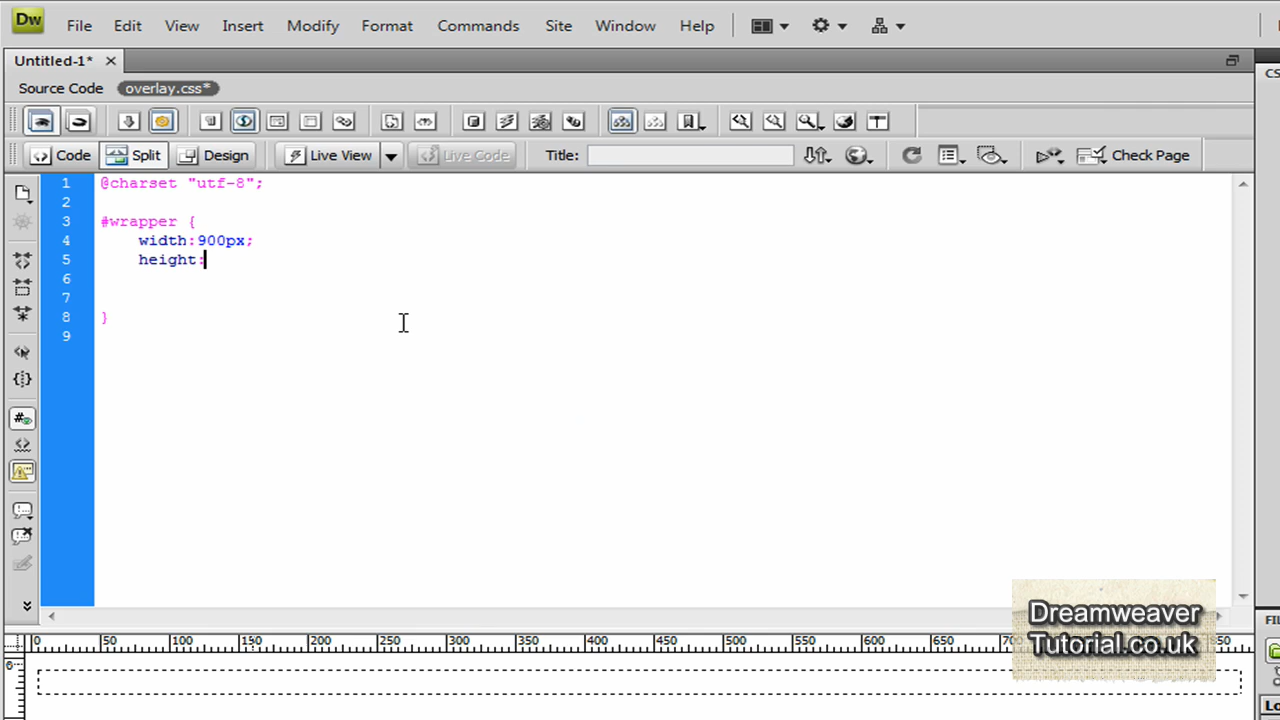 Dw File Edit View Insert Modify Format Commands Site Window Help
Untitled-1*
Source Code overlay.css*
Code Split Design Live View Live Code Title: Check Page
1 @charset "utf-8";
2
3 #wrapper {
4 width:900px;
5 height:
6
7
8 }
9
0 50 100 150 200 250 300 350 400 450 500 550 600 650
Dreamweaver
Tutorial.co.uk